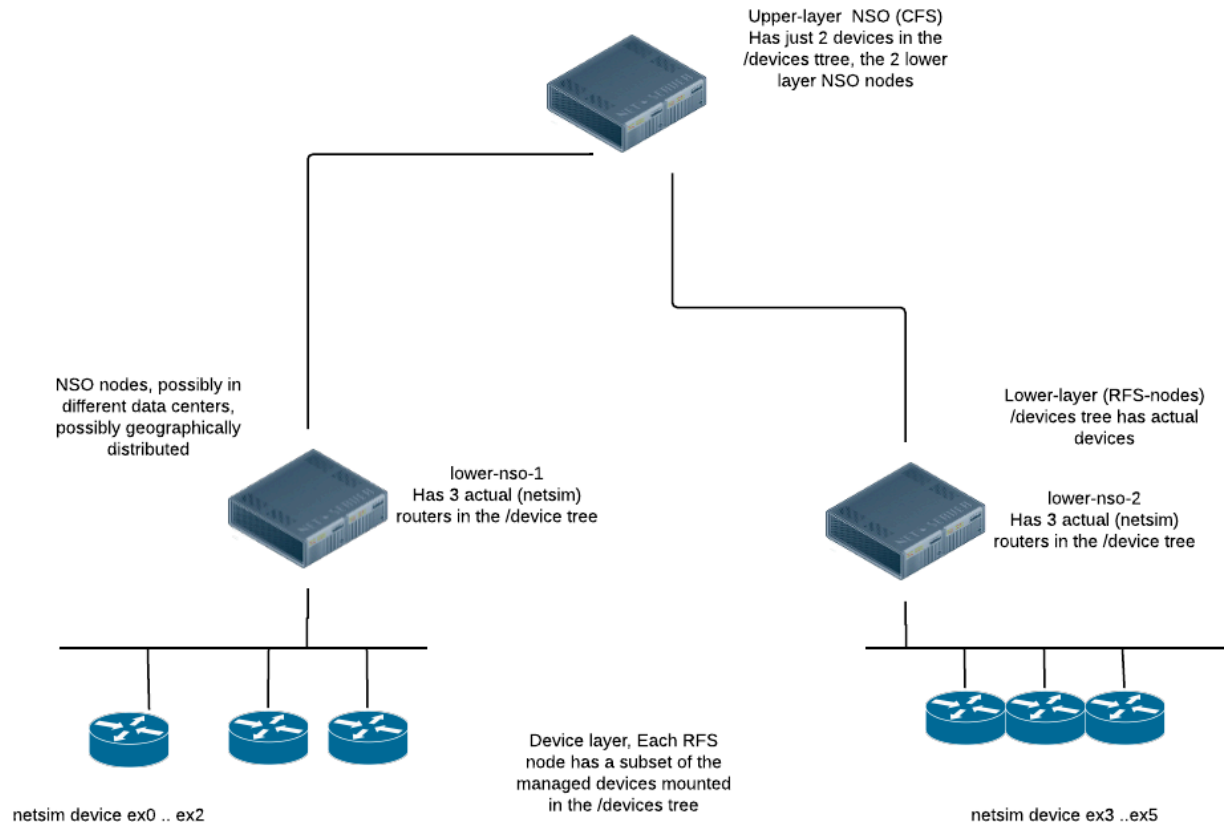 Upper-layer  NSO (CFS)
Has just 2 devices in the
/devices ttree, the 2 lower
layer NSO nodes
NSO nodes, possibly in
different data centers,
possibly geographically
distributed
Lower-layer (RFS-nodes)
/devices tree has actual
devices
lower-nso-1
Has 3 actual (netsim)
routers in the /device tree
lower-nso-2
Has 3 actual (netsim)
routers in the /device tree
Device layer, Each RFS
node has a subset of the
managed devices mounted
in the /devices tree
netsim device ex0 .. ex2
netsim device ex3 ..ex5